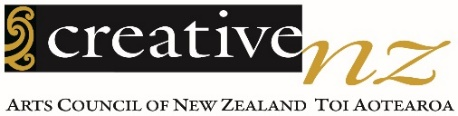 creative nz
ARTS COUNCIL OF NEW ZEALAND TOI AOTEAROA